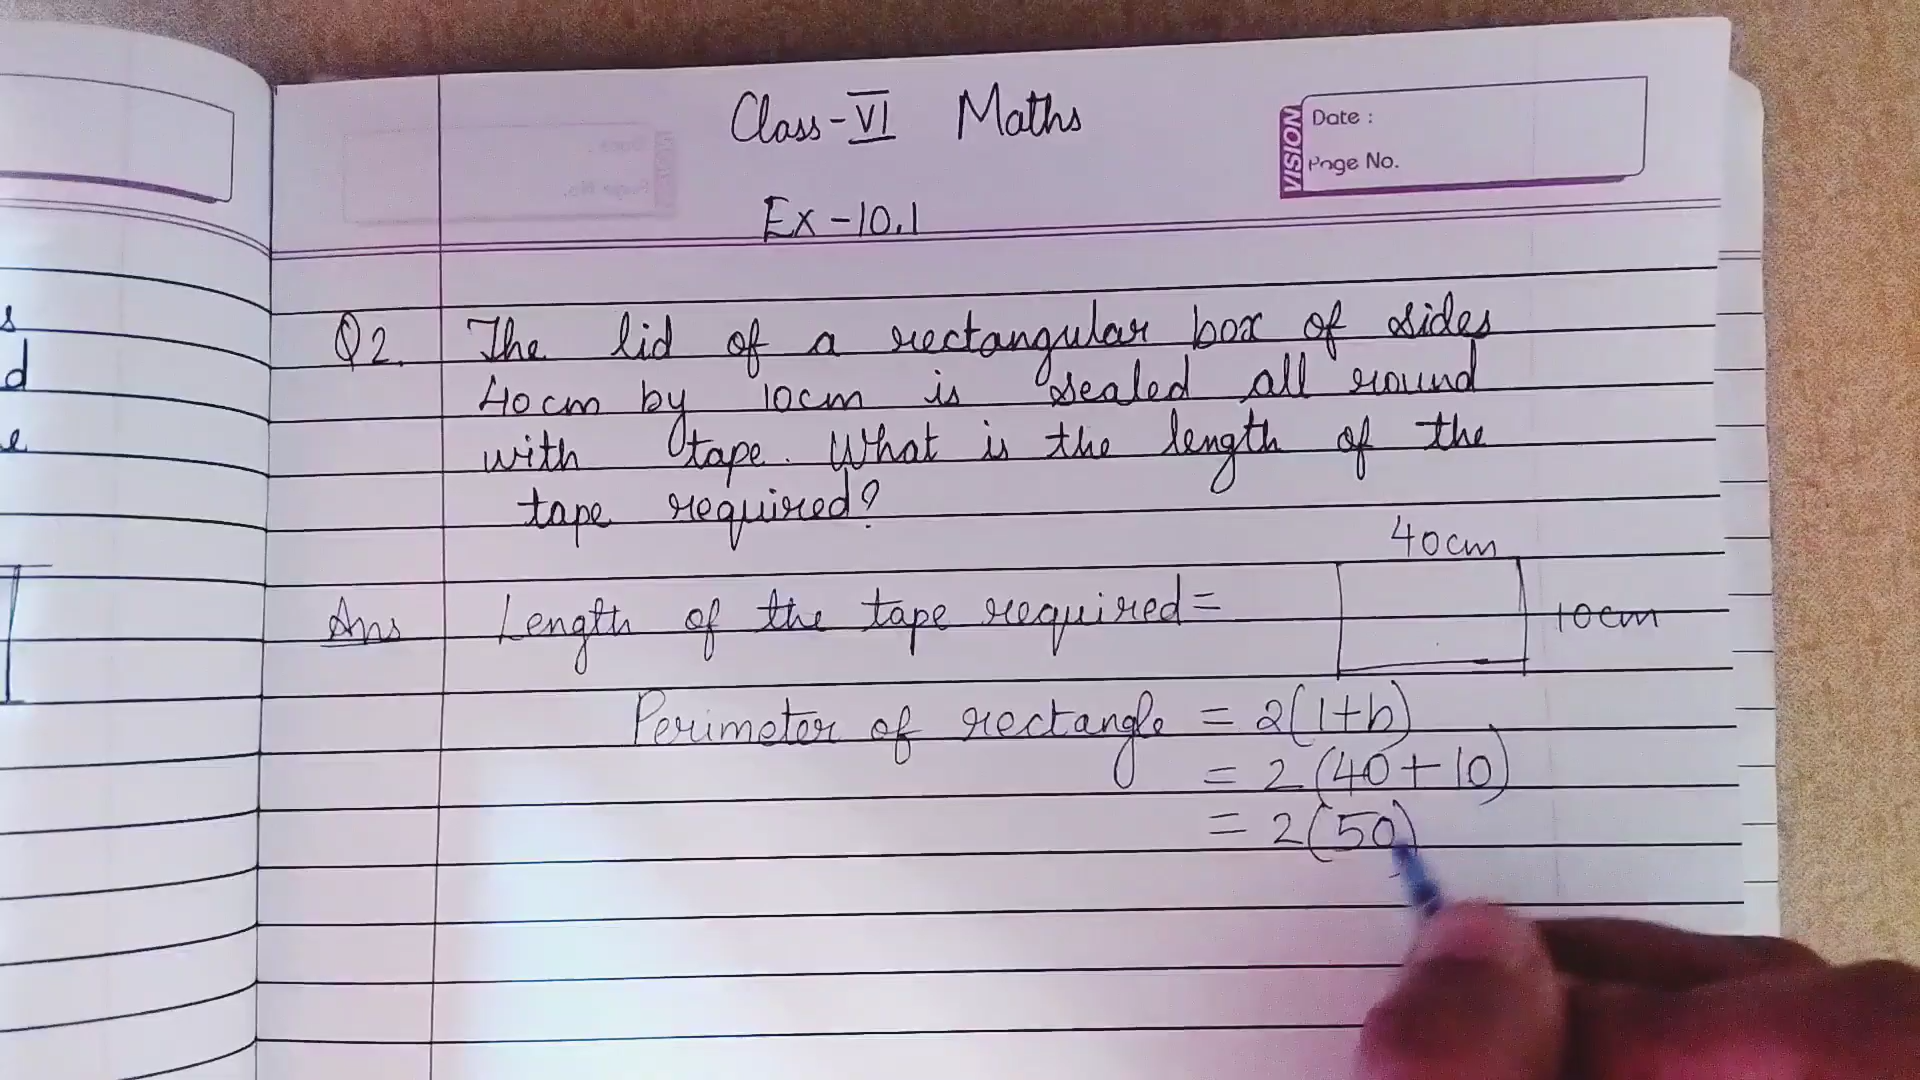 Class-VI Maths
VISION
Date :
Page No.
Ex-10.1
Q2. The lid of a rectangular box of sides
40cm by 10cm is sealed all round
with tape. What is the length of the
tape required?
40cm
Ans Length of the tape required=
10cm
Perimeter of rectangle = 2(l+b)
= 2(40+10)
= 2(50)
s
d
e